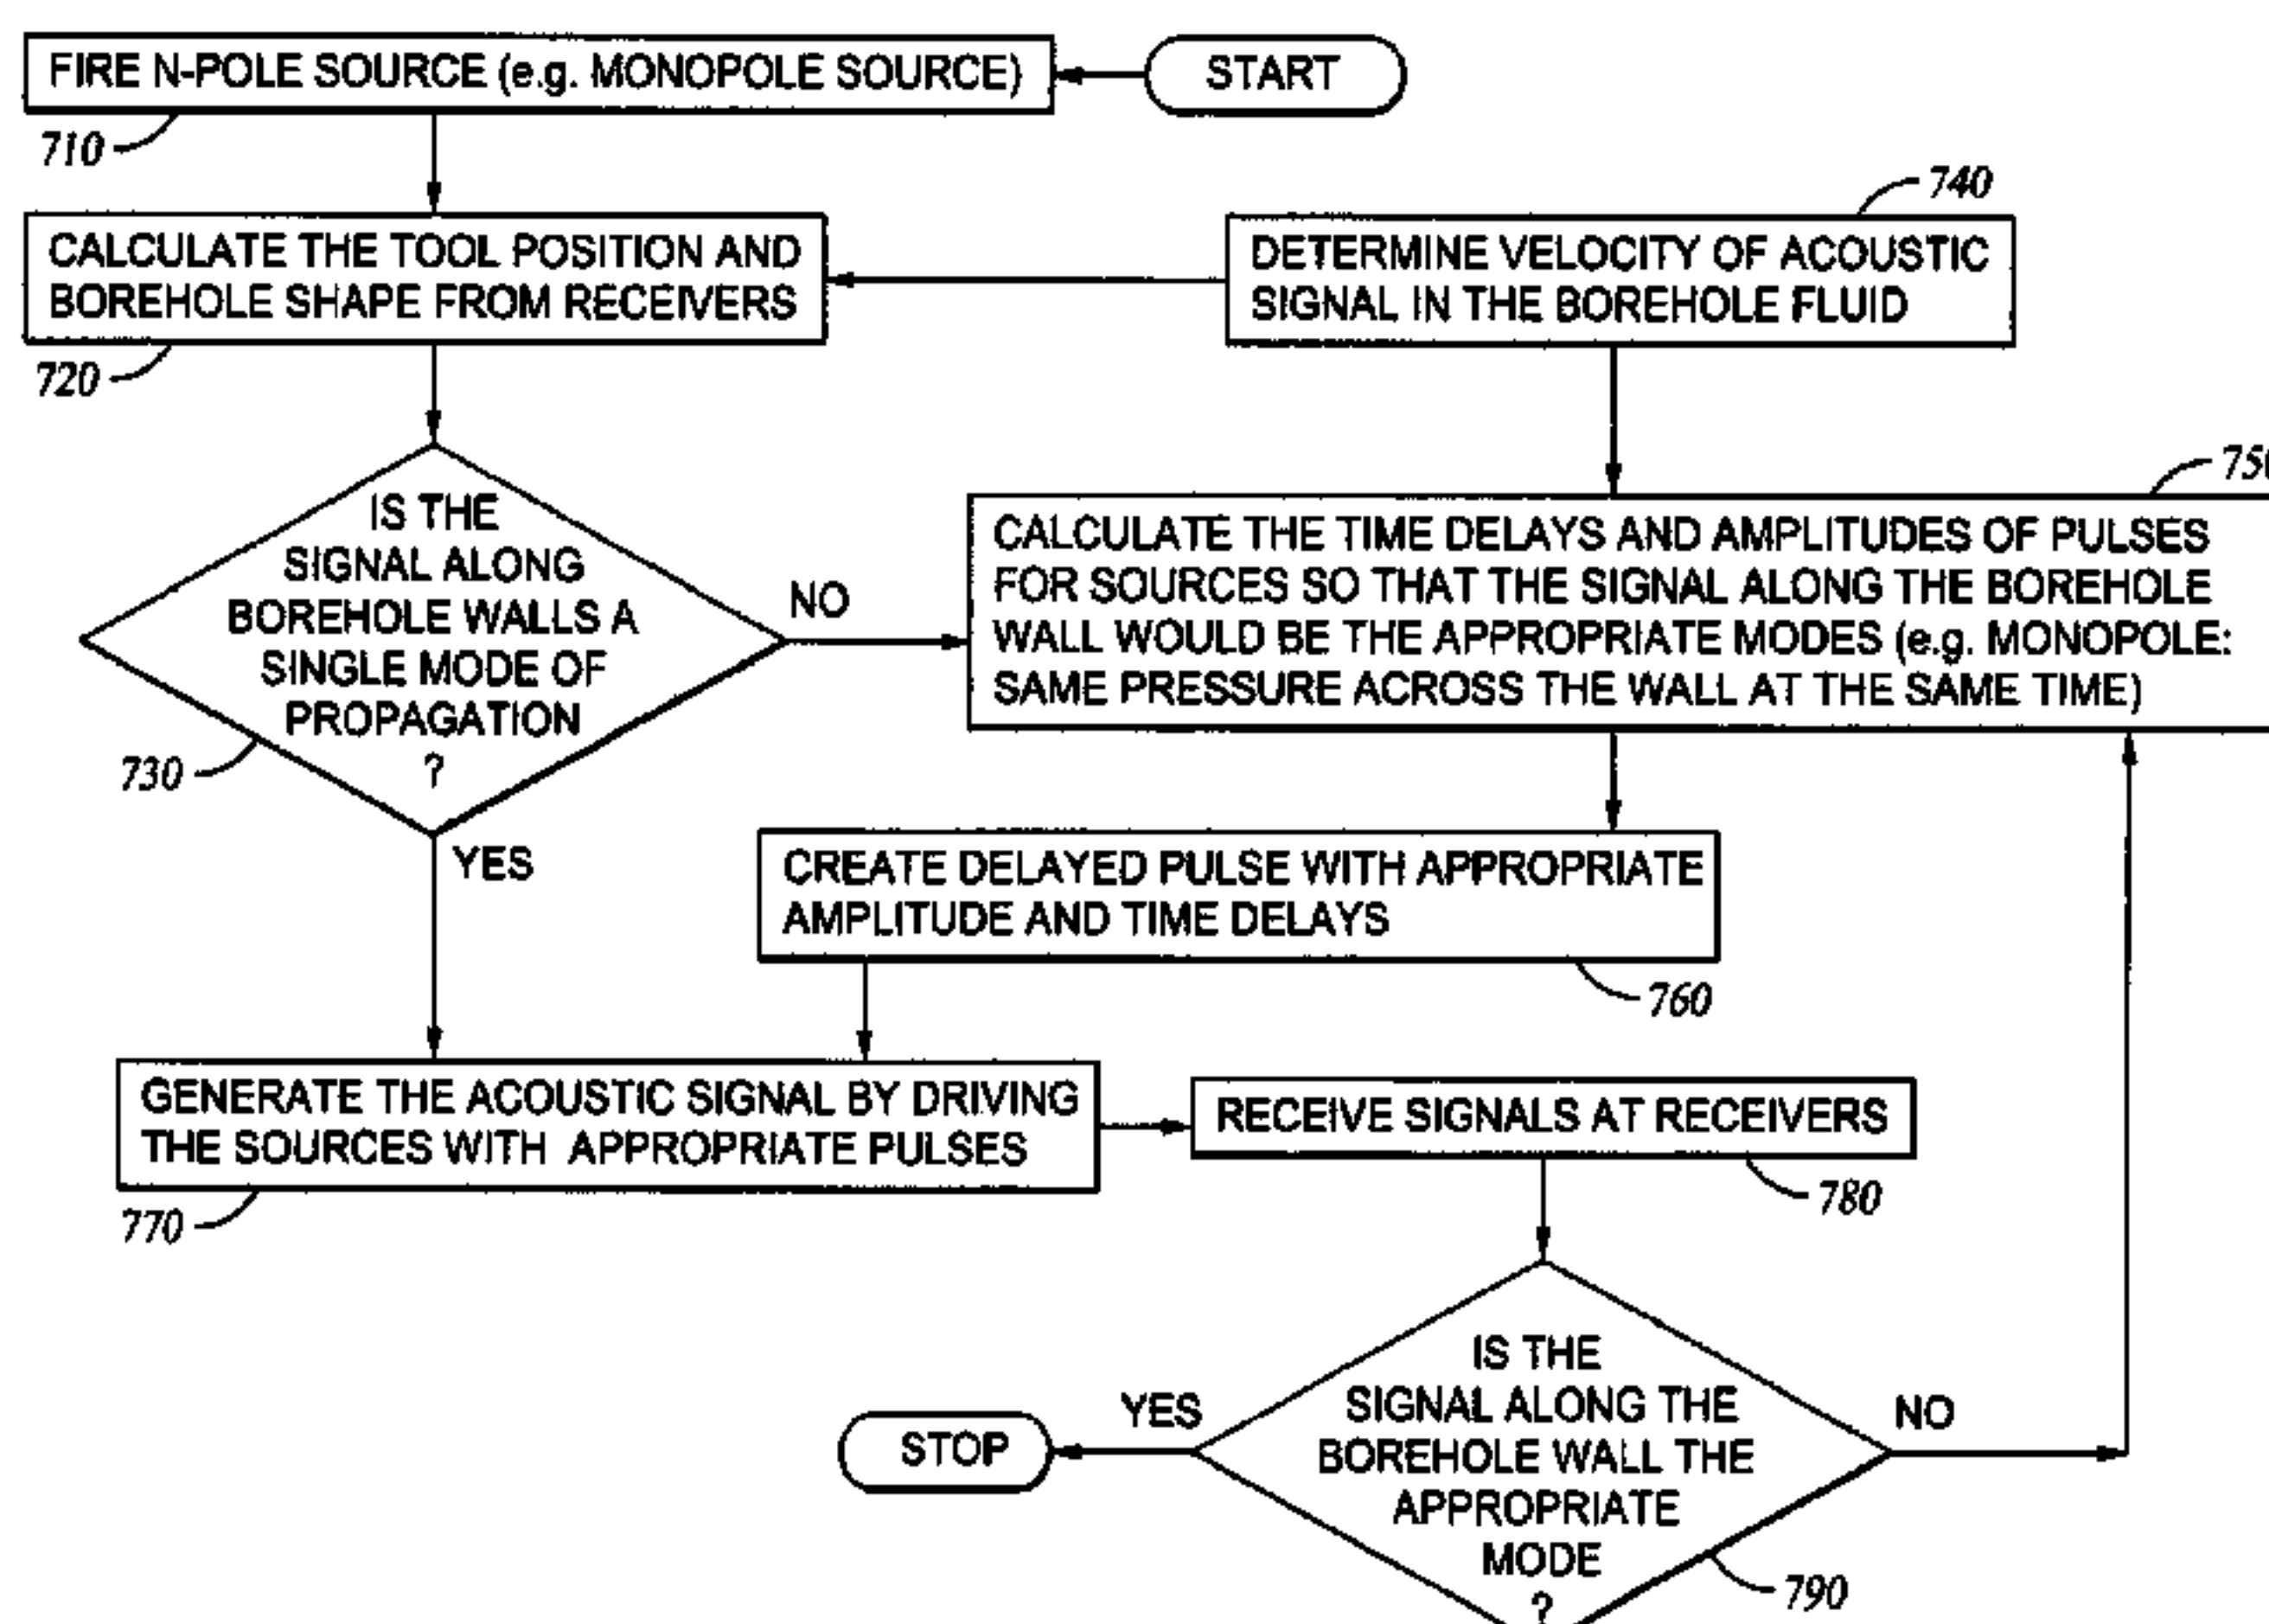 FIRE N-POLE SOURCE (e.g. MONOPOLE SOURCE)
START
710
740
CALCULATE THE TOOL POSITION AND
BOREHOLE SHAPE FROM RECEIVERS
DETERMINE VELOCITY OF ACOUSTIC
SIGNAL IN THE BOREHOLE FLUID
720
IS THE
SIGNAL ALONG
BOREHOLE WALLS A
SINGLE MODE OF
PROPAGATION
?
730
NO
YES
750
CALCULATE THE TIME DELAYS AND AMPLITUDES OF PULSES
FOR SOURCES SO THAT THE SIGNAL ALONG THE BOREHOLE
WALL WOULD BE THE APPROPRIATE MODES (e.g. MONOPOLE:
SAME PRESSURE ACROSS THE WALL AT THE SAME TIME)
CREATE DELAYED PULSE WITH APPROPRIATE
AMPLITUDE AND TIME DELAYS
760
GENERATE THE ACOUSTIC SIGNAL BY DRIVING
THE SOURCES WITH APPROPRIATE PULSES
770
RECEIVE SIGNALS AT RECEIVERS
780
IS THE
SIGNAL ALONG THE
BOREHOLE WALL THE
APPROPRIATE
MODE
?
YES
NO
STOP
790